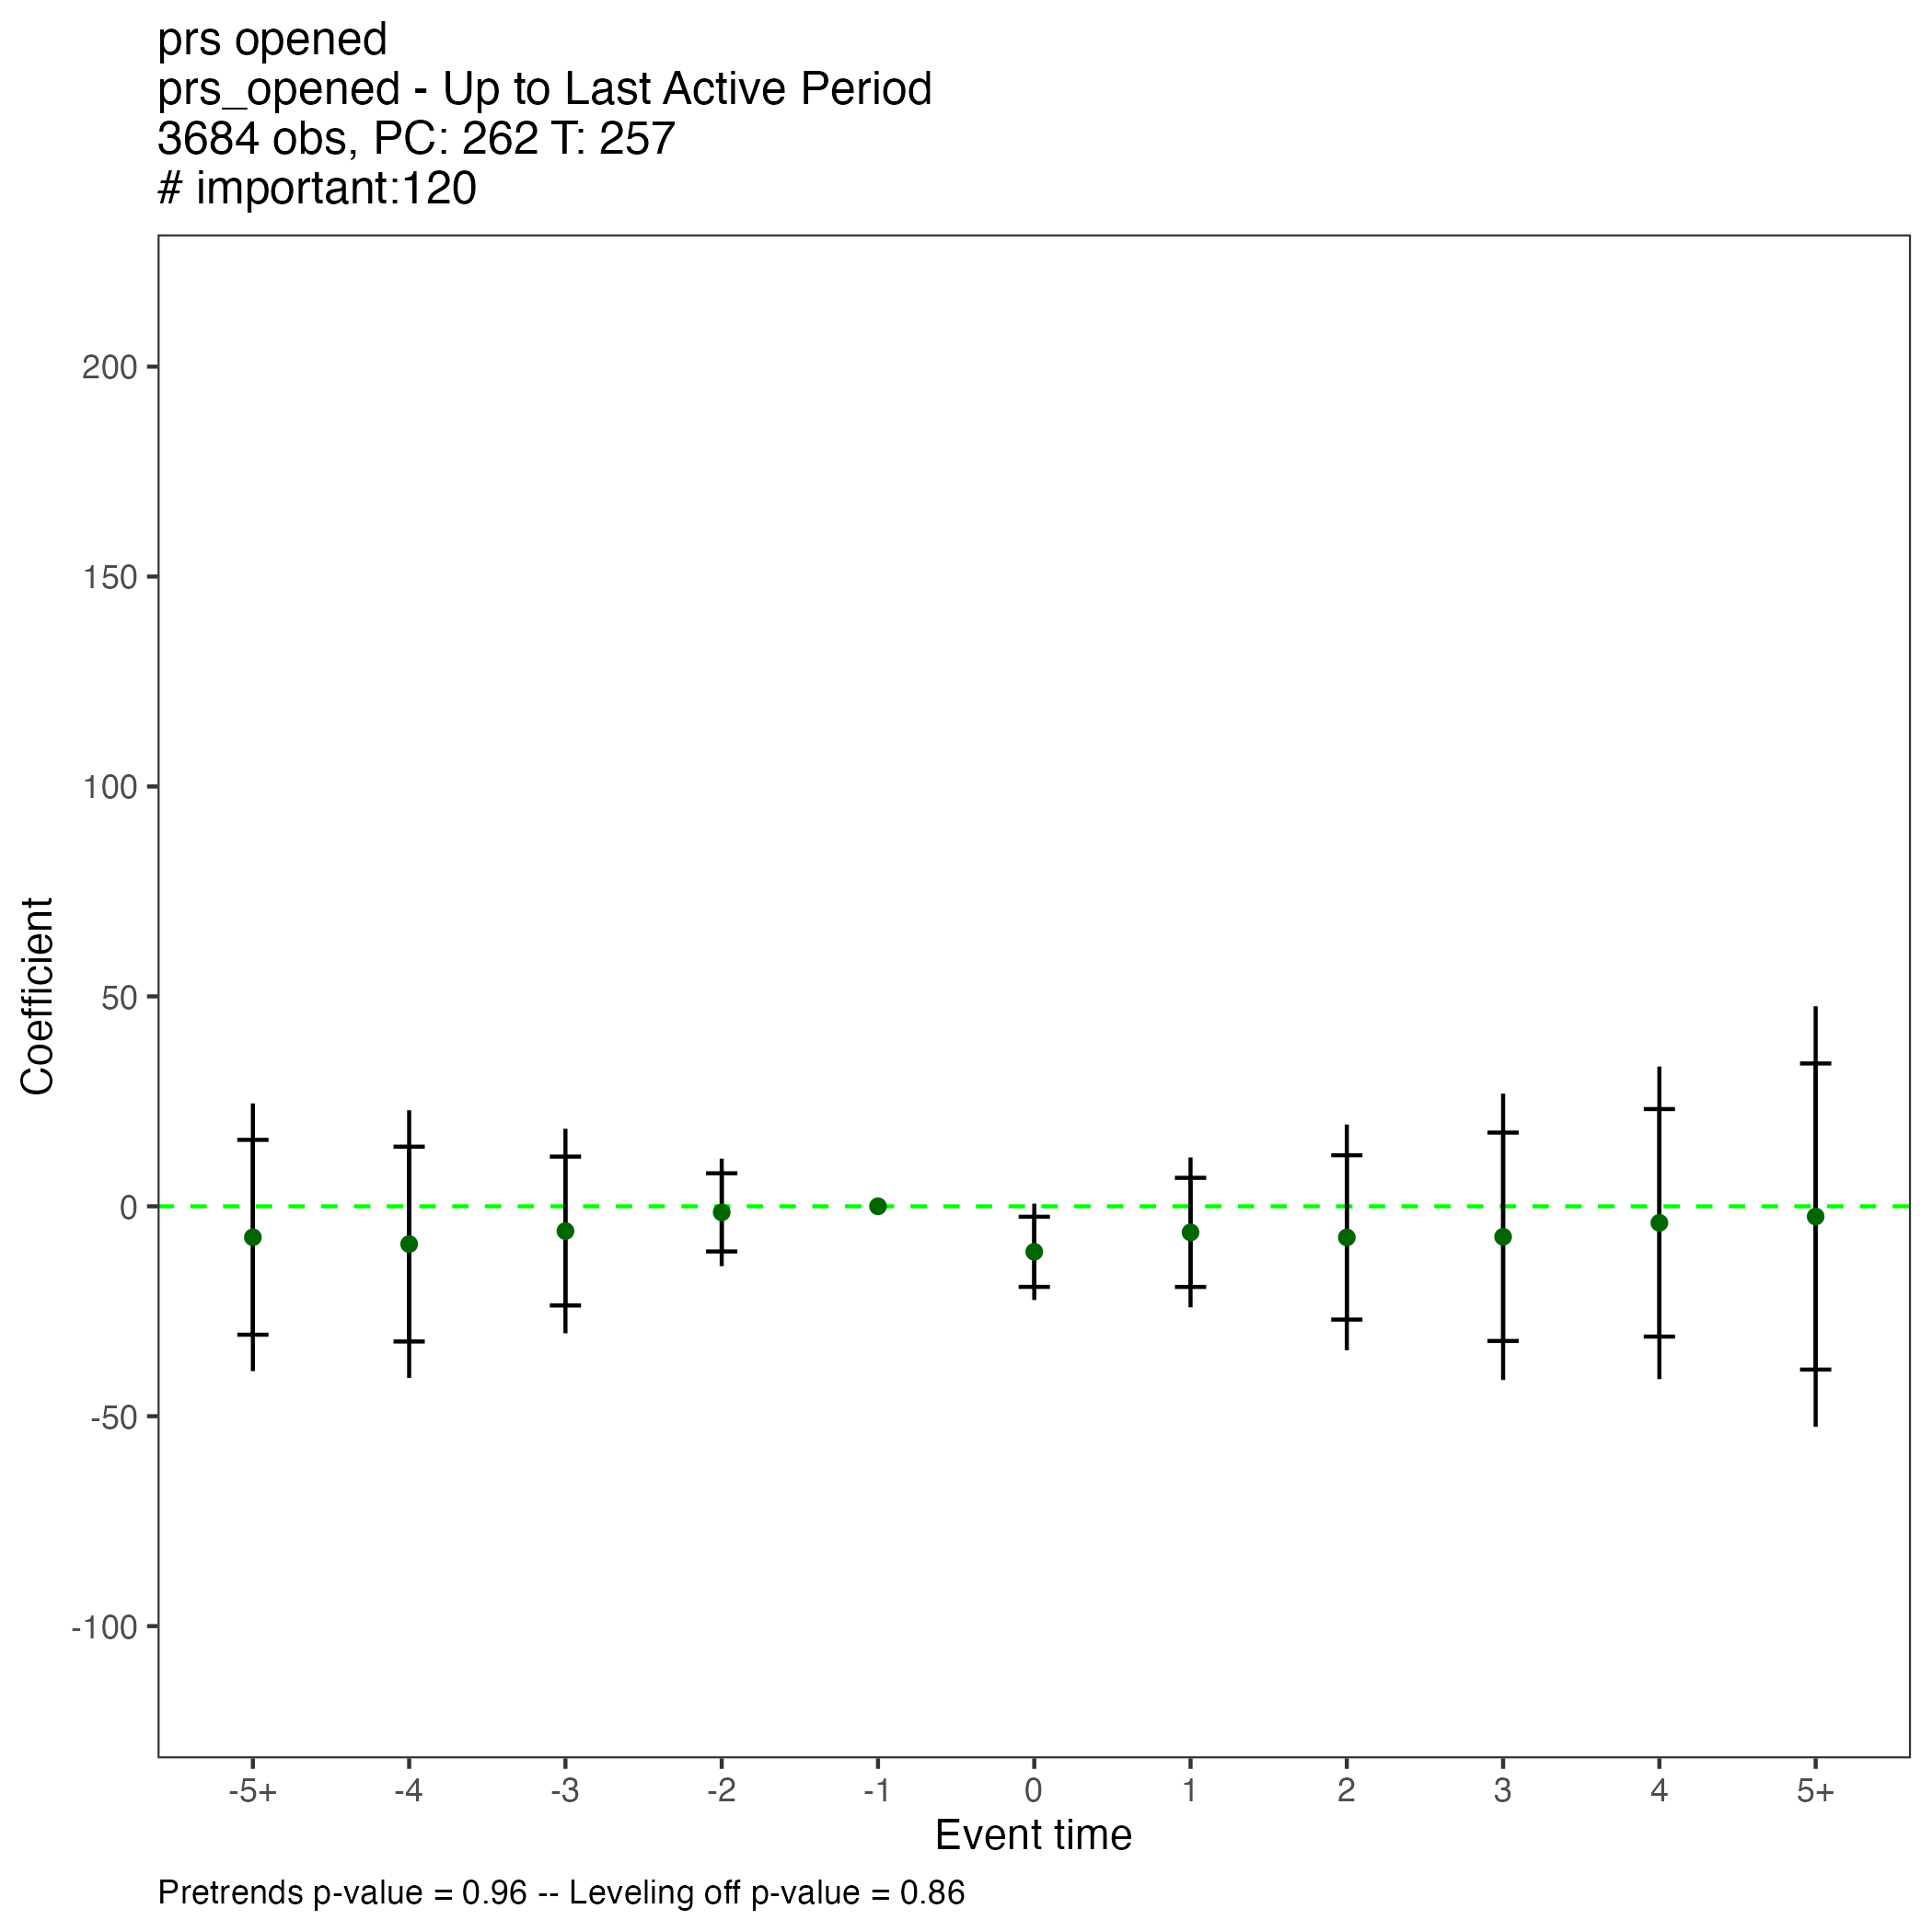 prs opened
prs_opened - Up to Last Active Period
3684 obs, PC: 262 T: 257
# important:120
Coefficient
200
150
100
50
0
-50
-100
-5+ -4 -3 -2 -1 0 1 2 3 4 5+
Event time
Pretrends p-value = 0.96 -- Leveling off p-value = 0.86